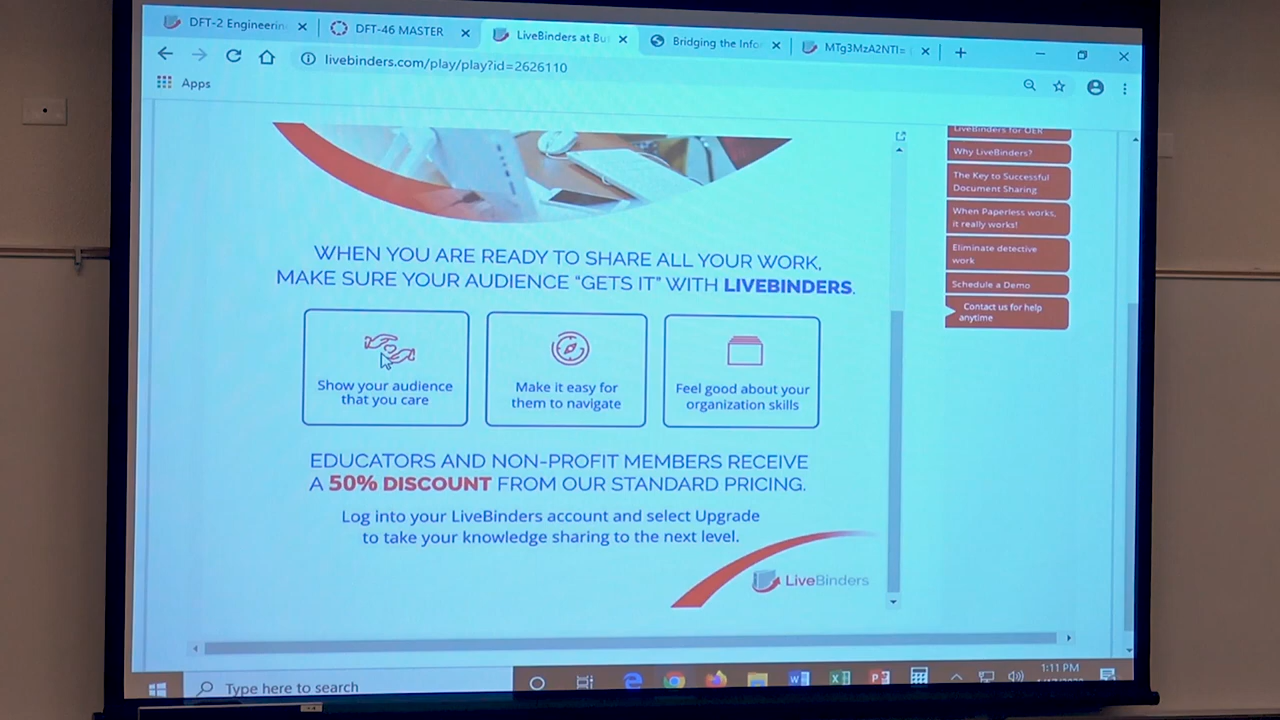 DFT-2 Engineerin
DFT-46 MASTER
LiveBinders at Bu
Bridging the Info
MTg3MzA2NTI=
livebinders.com/play/play?id=2626110
Apps
LiveBinders for OER
Why LiveBinders?
The Key to Successful
Document Sharing
When Paperless works,
it really works!
Eliminate detective
work
Schedule a Demo
Contact us for help
anytime
WHEN YOU ARE READY TO SHARE ALL YOUR WORK,
MAKE SURE YOUR AUDIENCE “GETS IT” WITH LIVEBINDERS.
Show your audience
that you care
Make it easy for
them to navigate
Feel good about your
organization skills
EDUCATORS AND NON-PROFIT MEMBERS RECEIVE
A 50% DISCOUNT FROM OUR STANDARD PRICING.
Log into your LiveBinders account and select Upgrade
to take your knowledge sharing to the next level.
LiveBinders
Type here to search
1:11 PM